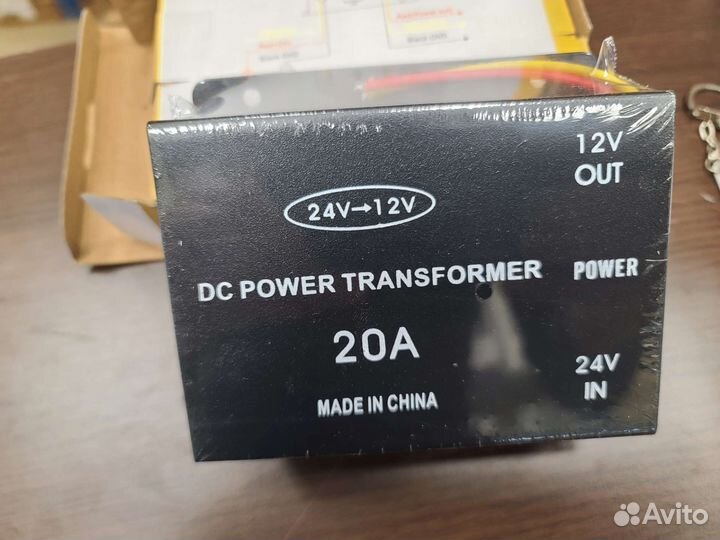 12V
OUT
24V→12V
DC POWER TRANSFORMER
POWER
20A
24V
IN
MADE IN CHINA
Avito